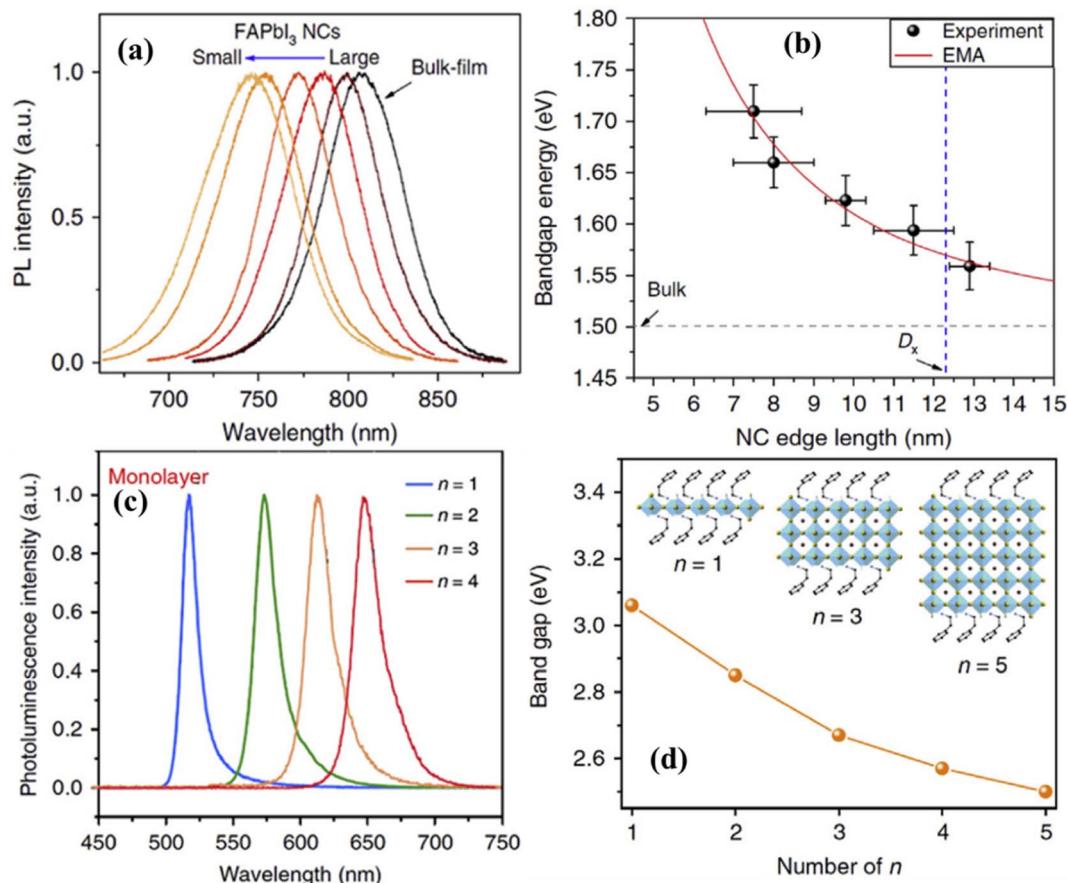 (a)
FAPbI₃ NCs
Small Large
Bulk-film
1.0
0.5
0.0
PL intensity (a.u.)
700 750 800 850
Wavelength (nm)
(b)
Experiment
EMA
1.80
1.75
1.70
1.65
1.60
1.55
1.50
1.45
Bandgap energy (eV)
Bulk
Dₓ
5 6 7 8 9 10 11 12 13 14 15
NC edge length (nm)
Monolayer
(c)
n = 1
n = 2
n = 3
n = 4
1.0
0.8
0.6
0.4
0.2
0.0
Photoluminescence intensity (a.u.)
450 500 550 600 650 700 750
Wavelength (nm)
3.4
3.2
3.0
2.8
2.6
Band gap (eV)
n = 1
n = 3
n = 5
(d)
1 2 3 4 5
Number of n